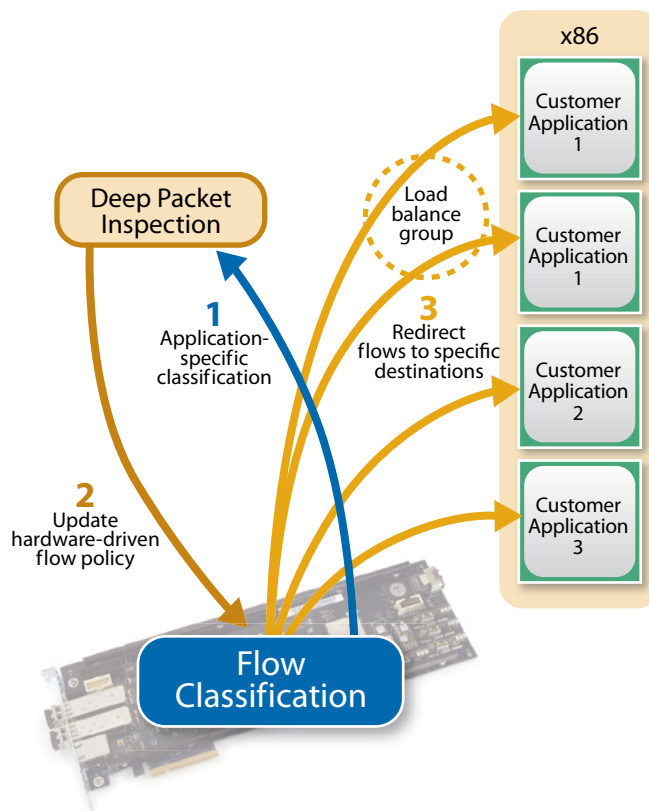 x86
Customer
Application
1
Deep Packet
Inspection
Load
balance
group
Customer
Application
1
1
Application-
specific
classification
3
Redirect
flows to specific
destinations
Customer
Application
2
2
Update
hardware-driven
flow policy
Customer
Application
3
Flow
Classification